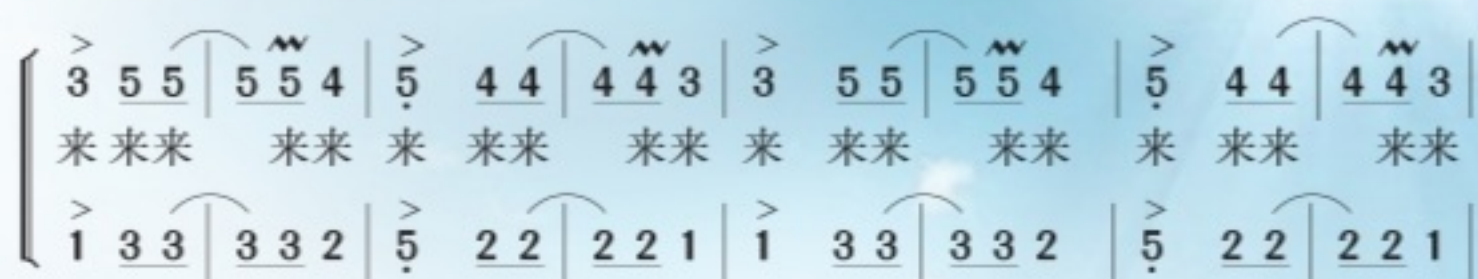 3 5 5 | 5 5 4 | 5̣ 4 4 | 4 4 3 | 3 5 5 | 5 5 4 | 5̣ 4 4 | 4 4 3 |
来 来来 来来 来 来来 来来 来 来来 来来 来 来来 来来
1 3 3 | 3 3 2 | 5̣ 2 2 | 2 2 1 | 1 3 3 | 3 3 2 | 5̣ 2 2 | 2 2 1 |